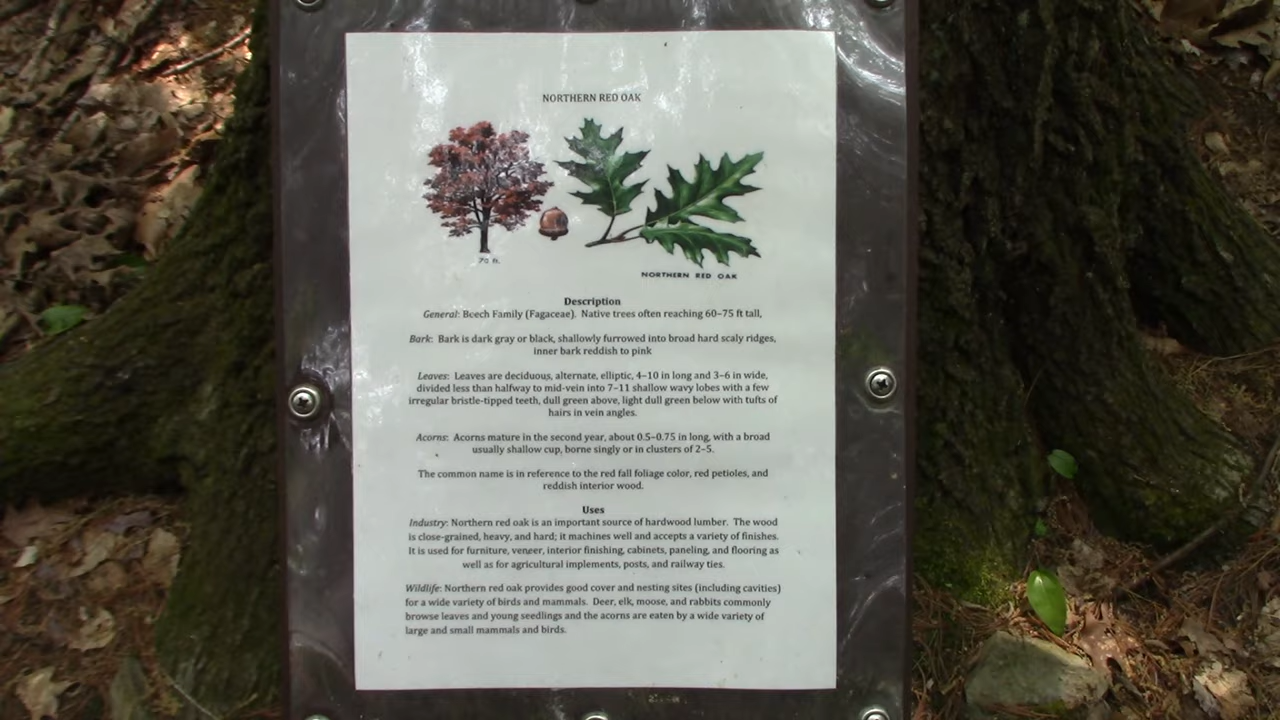 NORTHERN RED OAK
70 ft.
NORTHERN RED OAK
Description
General: Beech Family (Fagaceae). Native trees often reaching 60–75 ft tall,
Bark: Bark is dark gray or black, shallowly furrowed into broad hard scaly ridges,
inner bark reddish to pink
Leaves: Leaves are deciduous, alternate, elliptic, 4–10 in long and 3–6 in wide,
divided less than halfway to mid-vein into 7–11 shallow wavy lobes with a few
irregular bristle-tipped teeth, dull green above, light dull green below with tufts of
hairs in vein angles.
Acorns: Acorns mature in the second year, about 0.5–0.75 in long, with a broad
usually shallow cup, borne singly or in clusters of 2–5.
The common name is in reference to the red fall foliage color, red petioles, and
reddish interior wood.
Uses
Industry: Northern red oak is an important source of hardwood lumber. The wood
is close-grained, heavy, and hard; it machines well and accepts a variety of finishes.
It is used for furniture, veneer, interior finishing, cabinets, paneling, and flooring as
well as for agricultural implements, posts, and railway ties.
Wildlife: Northern red oak provides good cover and nesting sites (including cavities)
for a wide variety of birds and mammals. Deer, elk, moose, and rabbits commonly
browse leaves and young seedlings and the acorns are eaten by a wide variety of
large and small mammals and birds.